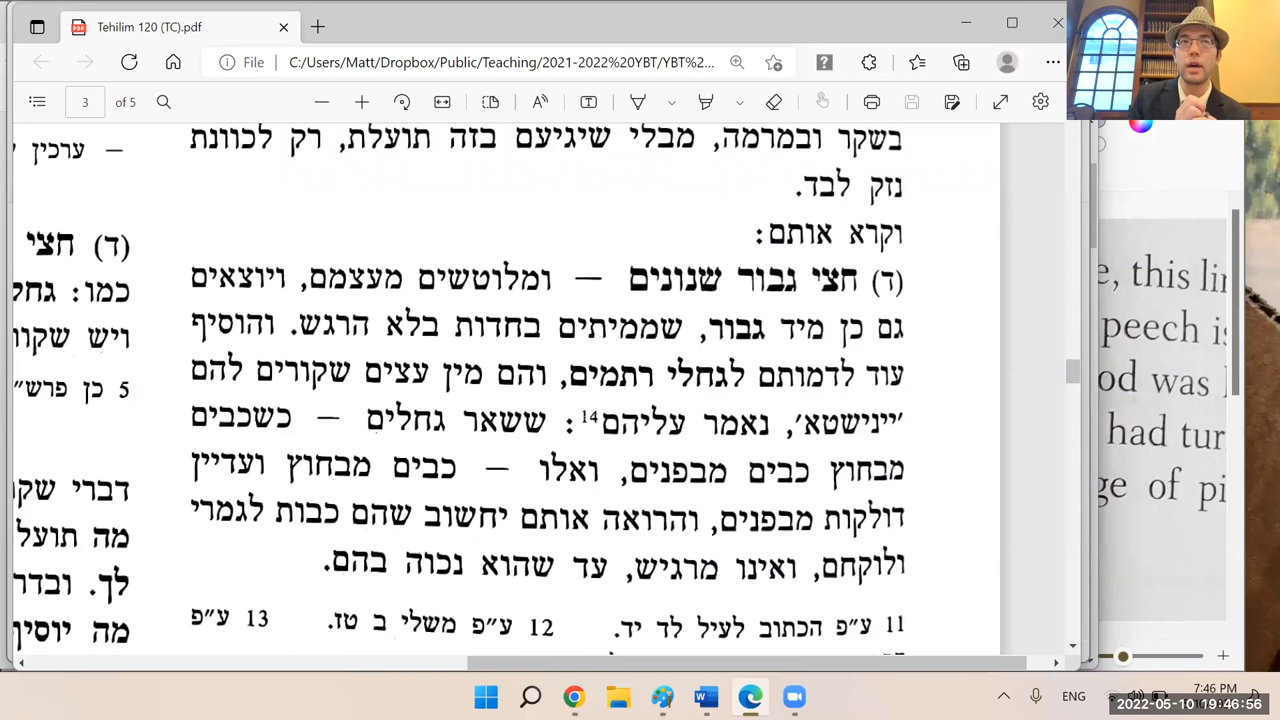 Tehilim 120 (TC).pdf
File
C:/Users/Matt/Dropbox/Public/Teaching/2021-2022%20YBT/YBT%2...
3 of 5
בשקר ובמרמה, מבלי שיגיעם בזה תועלת, רק לכוונת
נזק לבד.
וקרא אותם:
(ד) חצי גבור שנונים — ומלוטשים מעצמם, ויוצאים
גם כן מיד גבור, שממיתים בחדות בלא הרגש. והוסיף
עוד לדמותם לגחלי רתמים, והם מין עצים שקורים להם
'יינישטא', נאמר עליהם14: ששאר גחלים — כשכבים
מבחוץ כבים מבפנים, ואלו — כבים מבחוץ ועדיין
דולקות מבפנים, והרואה אותם יחשוב שהם כבות לגמרי
ולוקחם, ואינו מרגיש, עד שהוא נכוה בהם.
11 ע״פ הכתוב לעיל לד יד. 12 ע״פ משלי ב טז. 13 ע״פ
— ערכין
(ד) חצי
כמו:
ויש שקור
5 כן פרש״
דברי שקו
מה תועל
לך. ובדר
מה יוסיף
e, this lin
peech is
od was
had tur
ge of pi
ENG
7:46 PM
2022-05-10 19:46:56